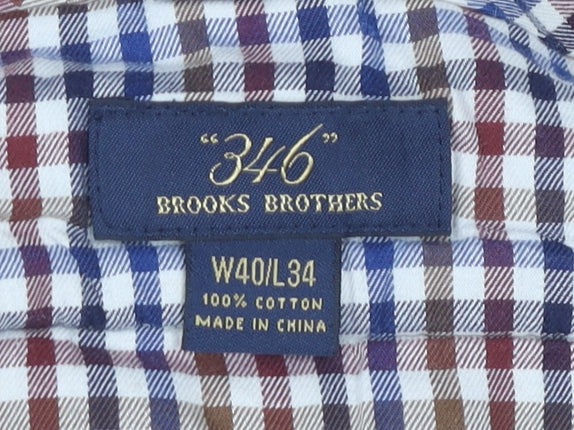 "346"
BROOKS BROTHERS
W40/L34
100% COTTON
MADE IN CHINA